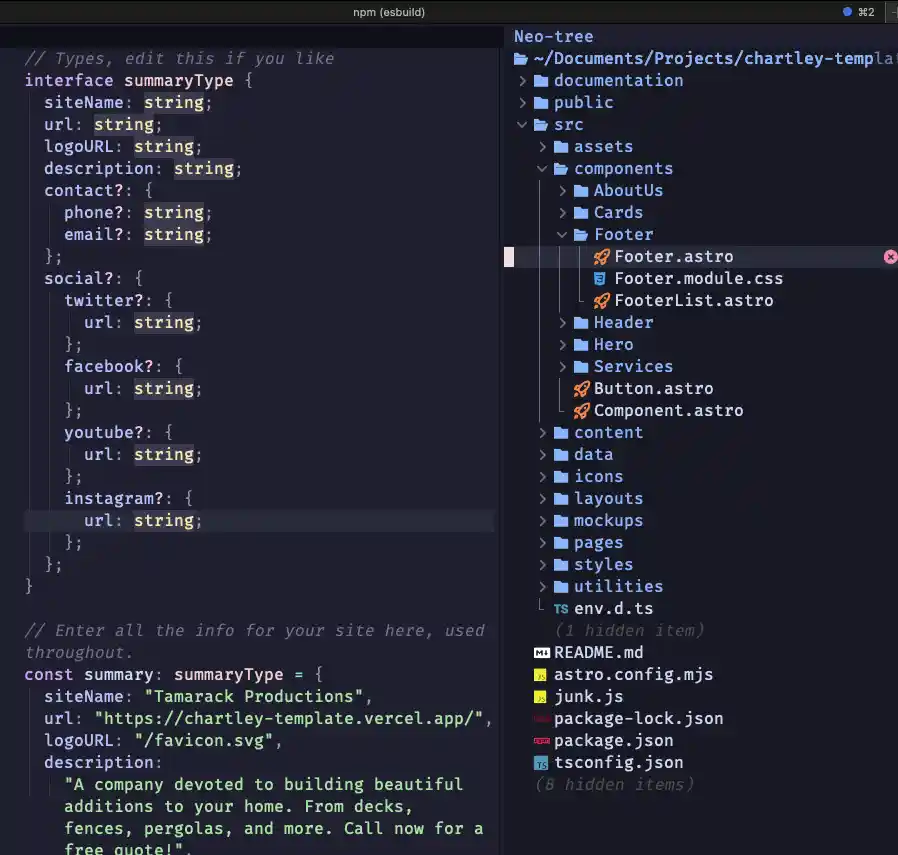 npm (esbuild)
⌘2
// Types, edit this if you like
interface summaryType {
siteName: string;
url: string;
logoURL: string;
description: string;
contact?: {
phone?: string;
email?: string;
};
social?: {
twitter?: {
url: string;
};
facebook?: {
url: string;
};
youtube?: {
url: string;
};
instagram?: {
url: string;
};
};
}
// Enter all the info for your site here, used
throughout.
const summary: summaryType = {
siteName: "Tamarack Productions",
url: "https://chartley-template.vercel.app/",
logoURL: "/favicon.svg",
description:
"A company devoted to building beautiful
additions to your home. From decks,
fences, pergolas, and more. Call now for a
free quote!",
Neo-tree
~/Documents/Projects/chartley-templat
documentation
public
src
assets
components
AboutUs
Cards
Footer
Footer.astro
Footer.module.css
FooterList.astro
Header
Hero
Services
Button.astro
Component.astro
content
data
icons
layouts
mockups
pages
styles
utilities
TS env.d.ts
(1 hidden item)
README.md
astro.config.mjs
junk.js
package-lock.json
package.json
tsconfig.json
(8 hidden items)